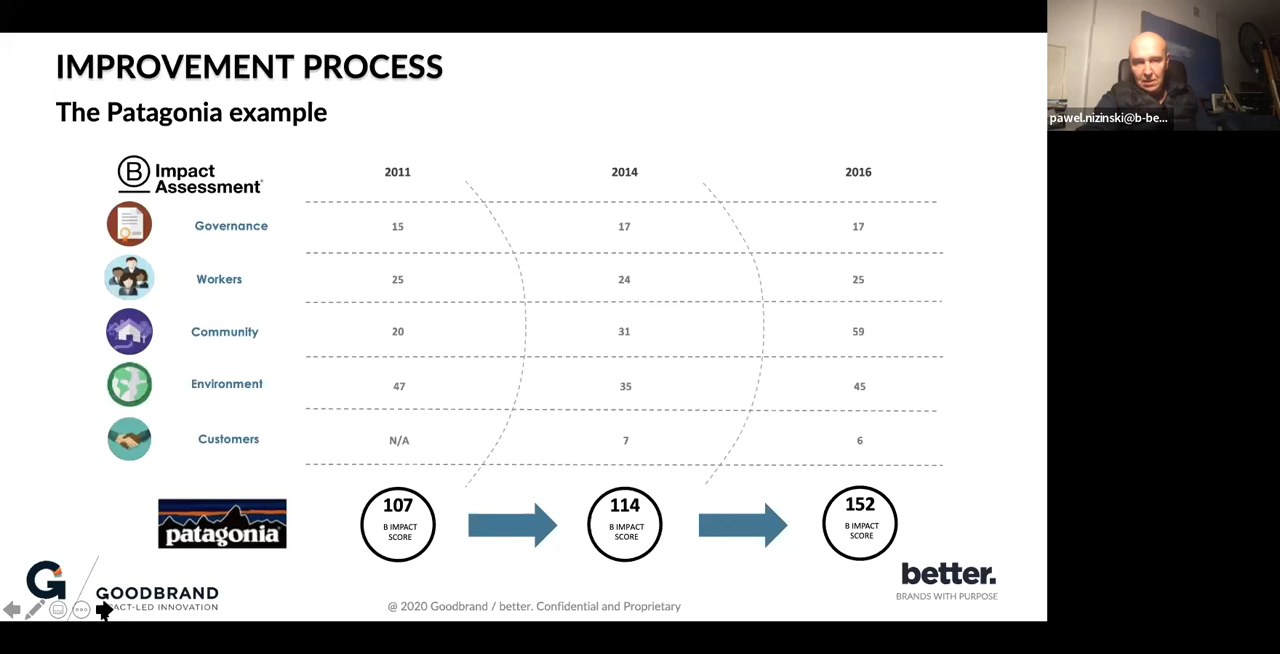 IMPROVEMENT PROCESS
The Patagonia example
pawel.nizinski@b-be...
B Impact
Assessment
2011 2014 2016
Governance 15 17 17
Workers 25 24 25
Community 20 31 59
Environment 47 35 45
Customers N/A 7 6
patagonia
107 114 152
B IMPACT B IMPACT B IMPACT
SCORE SCORE SCORE
G
GOODBRAND
ACT-LED INNOVATION
@ 2020 Goodbrand / better. Confidential and Proprietary
better.
BRANDS WITH PURPOSE